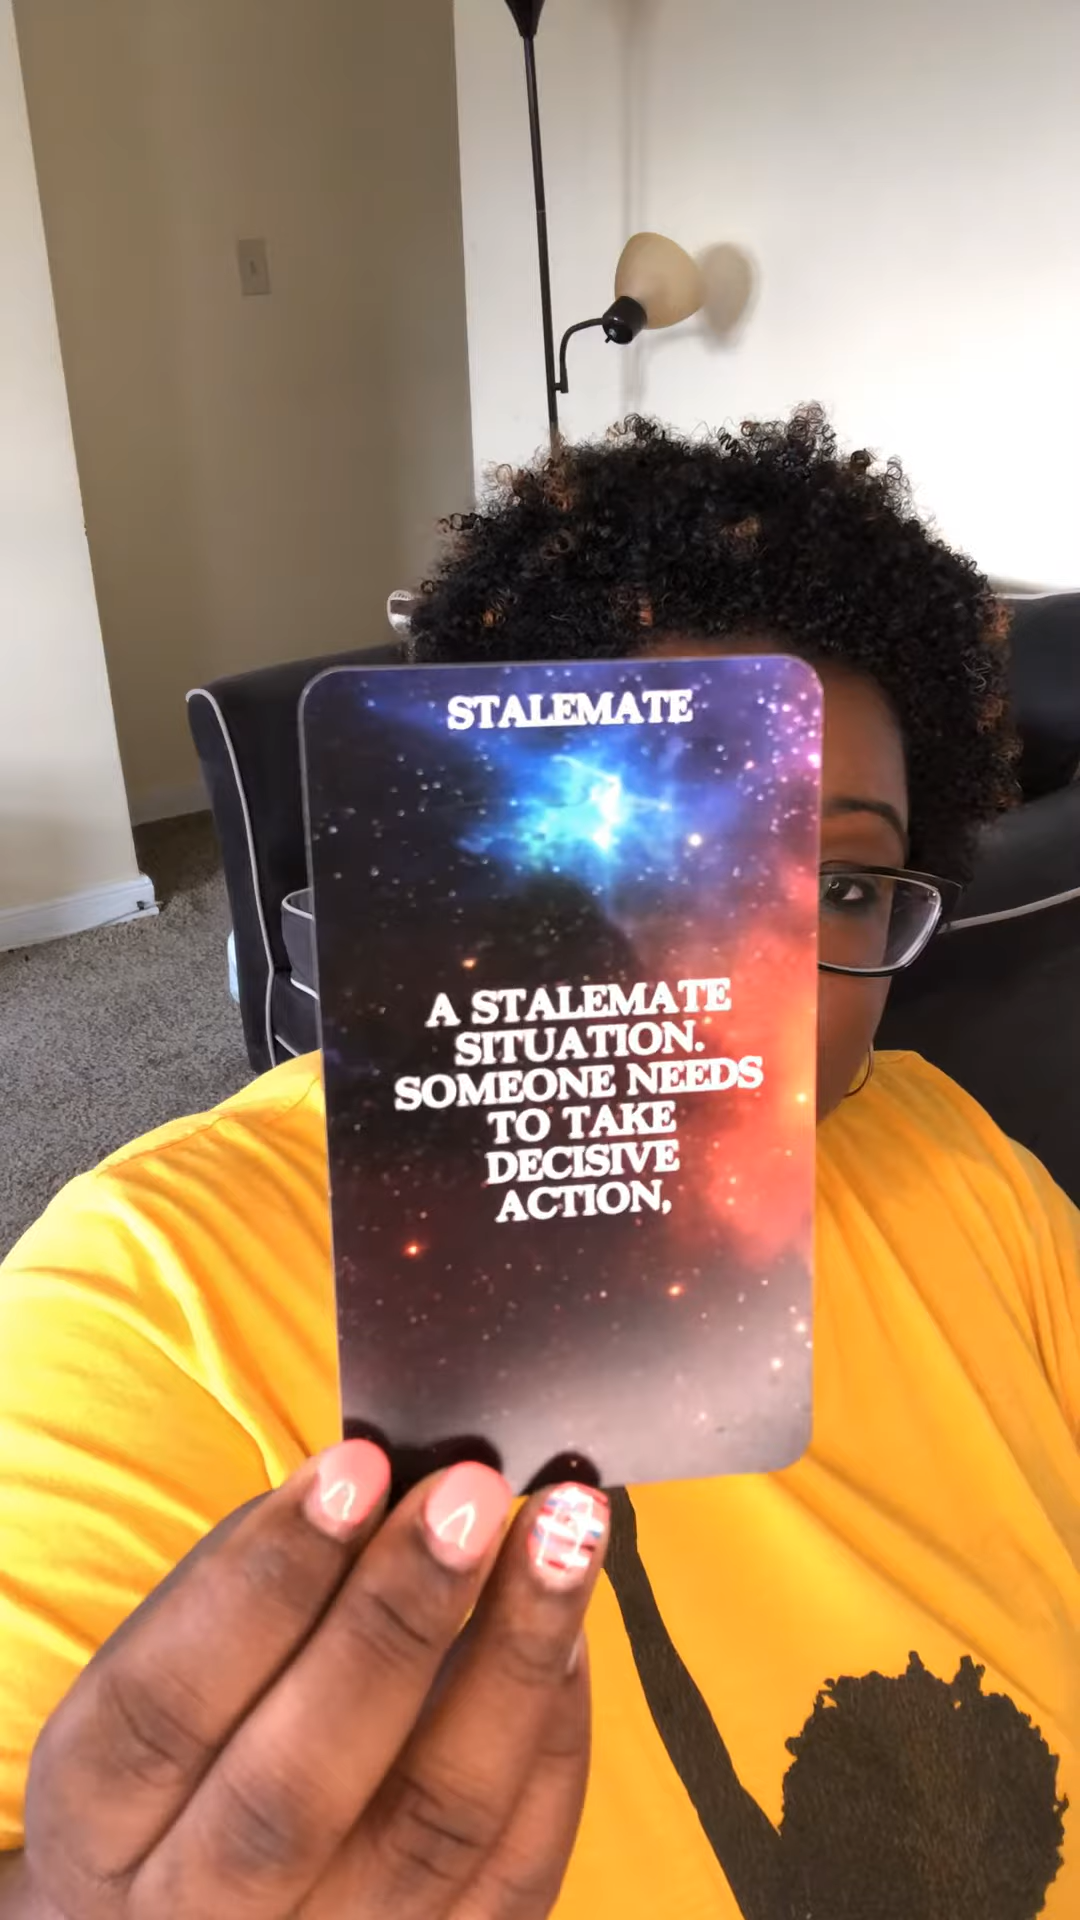 STALEMATE
A STALEMATE
SITUATION.
SOMEONE NEEDS
TO TAKE
DECISIVE
ACTION,